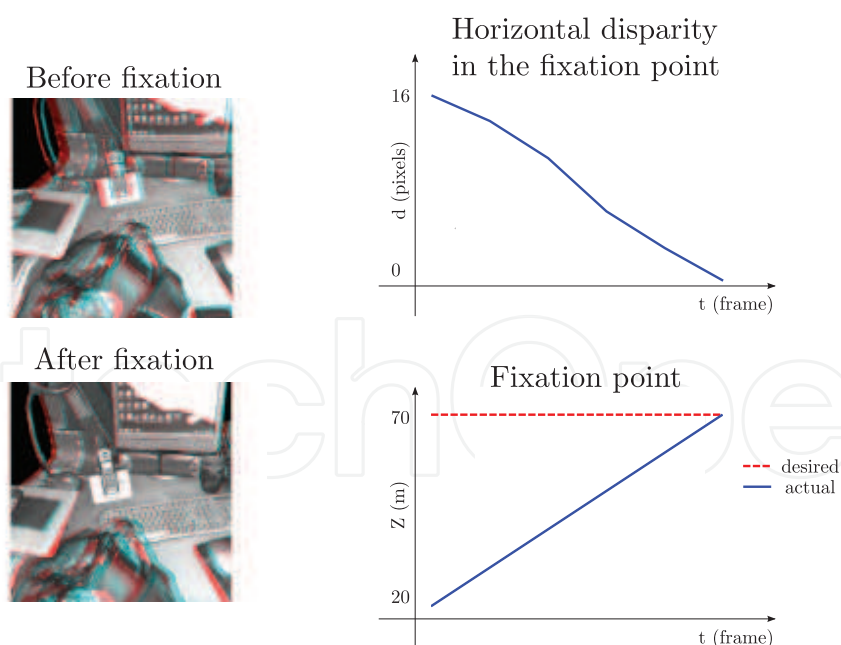 Before fixation
Horizontal disparity
in the fixation point
16
d (pixels)
0
t (frame)
After fixation
Fixation point
70
Z (m)
20
t (frame)
desired
actual